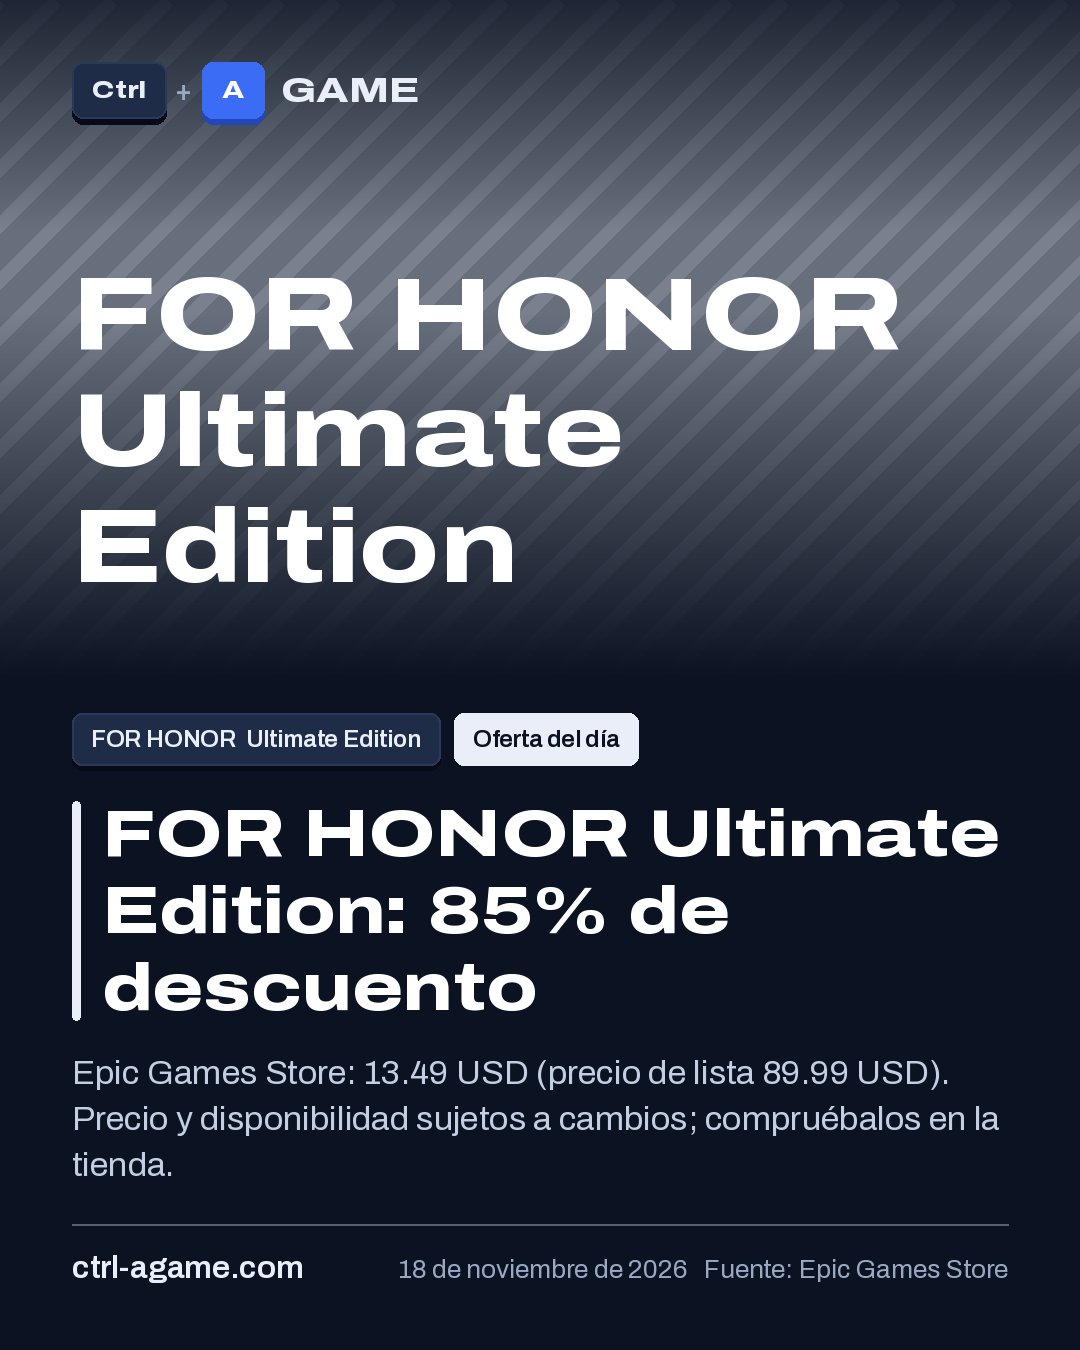 Ctrl + A GAME
FOR HONOR
Ultimate
Edition
FOR HONOR Ultimate Edition
Oferta del día
FOR HONOR Ultimate
Edition: 85% de
descuento
Epic Games Store: 13.49 USD (precio de lista 89.99 USD).
Precio y disponibilidad sujetos a cambios; compruébalos en la
tienda.
ctrl-agame.com
18 de noviembre de 2026 Fuente: Epic Games Store